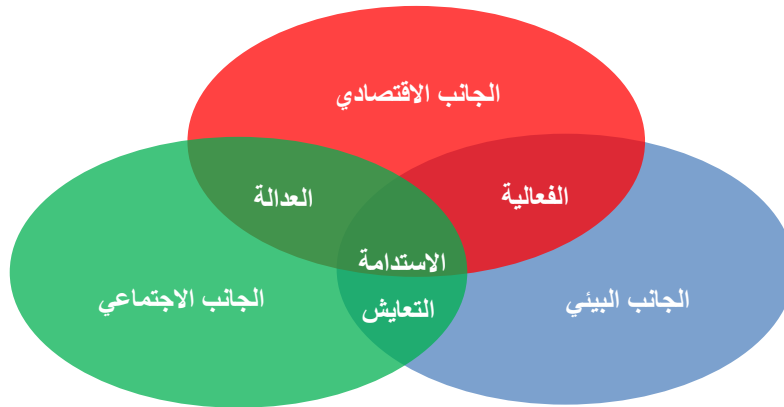 الجانب الاقتصادي
العدالة
الفعالية
الاستدامة
الجانب الاجتماعي
التعايش
الجانب البيئي